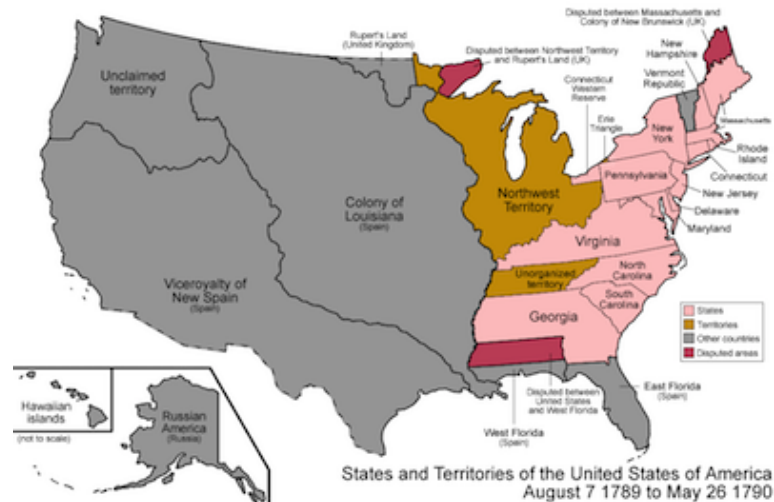 Disputed between Massachusetts and
Colony of New Brunswick (UK)
Rupert's Land
(United Kingdom)
Disputed between Northwest Territory
and Rupert's Land (UK)
New
Hampshire
Vermont
Republic
Unclaimed
territory
Connecticut
Western
Reserve
Erie
Triangle
Massachusetts
New
York
Rhode
Island
Connecticut
Pennsylvania
New Jersey
Delaware
Maryland
Northwest
Territory
Colony of
Louisiana
(Spain)
Virginia
Viceroyalty of
New Spain
(Spain)
Unorganized
territory
North
Carolina
South
Carolina
Georgia
States
Territories
Other countries
Disputed areas
Hawaiian
islands
(not to scale)
Russian
America
(Russia)
East Florida
(Spain)
Disputed between
United States
and West Florida
West Florida
(Spain)
States and Territories of the United States of America
August 7 1789 to May 26 1790